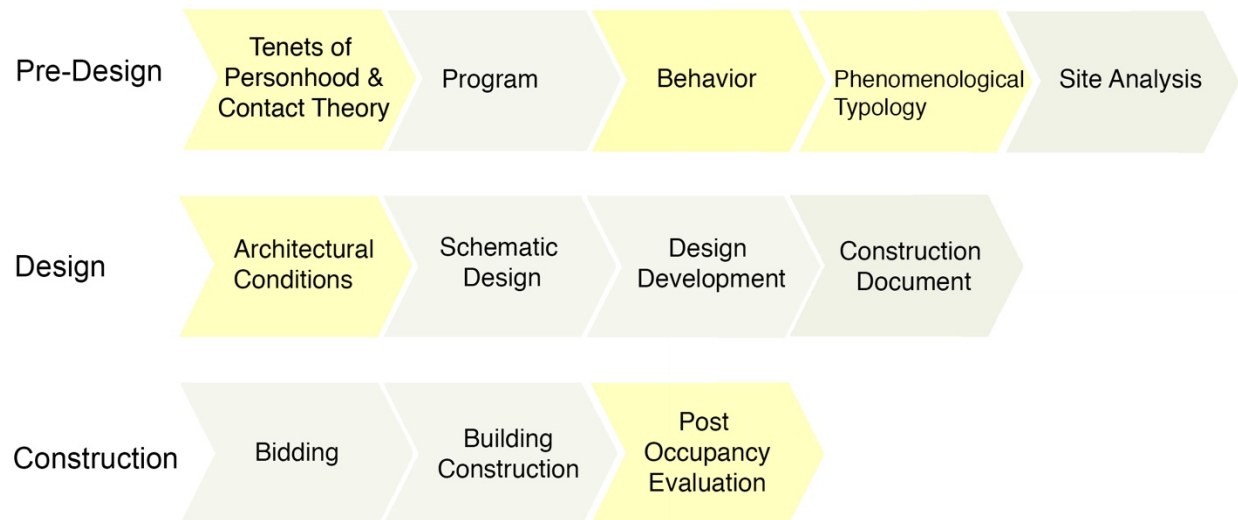 Pre-Design
Tenets of
Personhood &
Contact Theory
Program
Behavior
Phenomenological
Typology
Site Analysis
Design
Architectural
Conditions
Schematic
Design
Design
Development
Construction
Document
Construction
Bidding
Building
Construction
Post
Occupancy
Evaluation